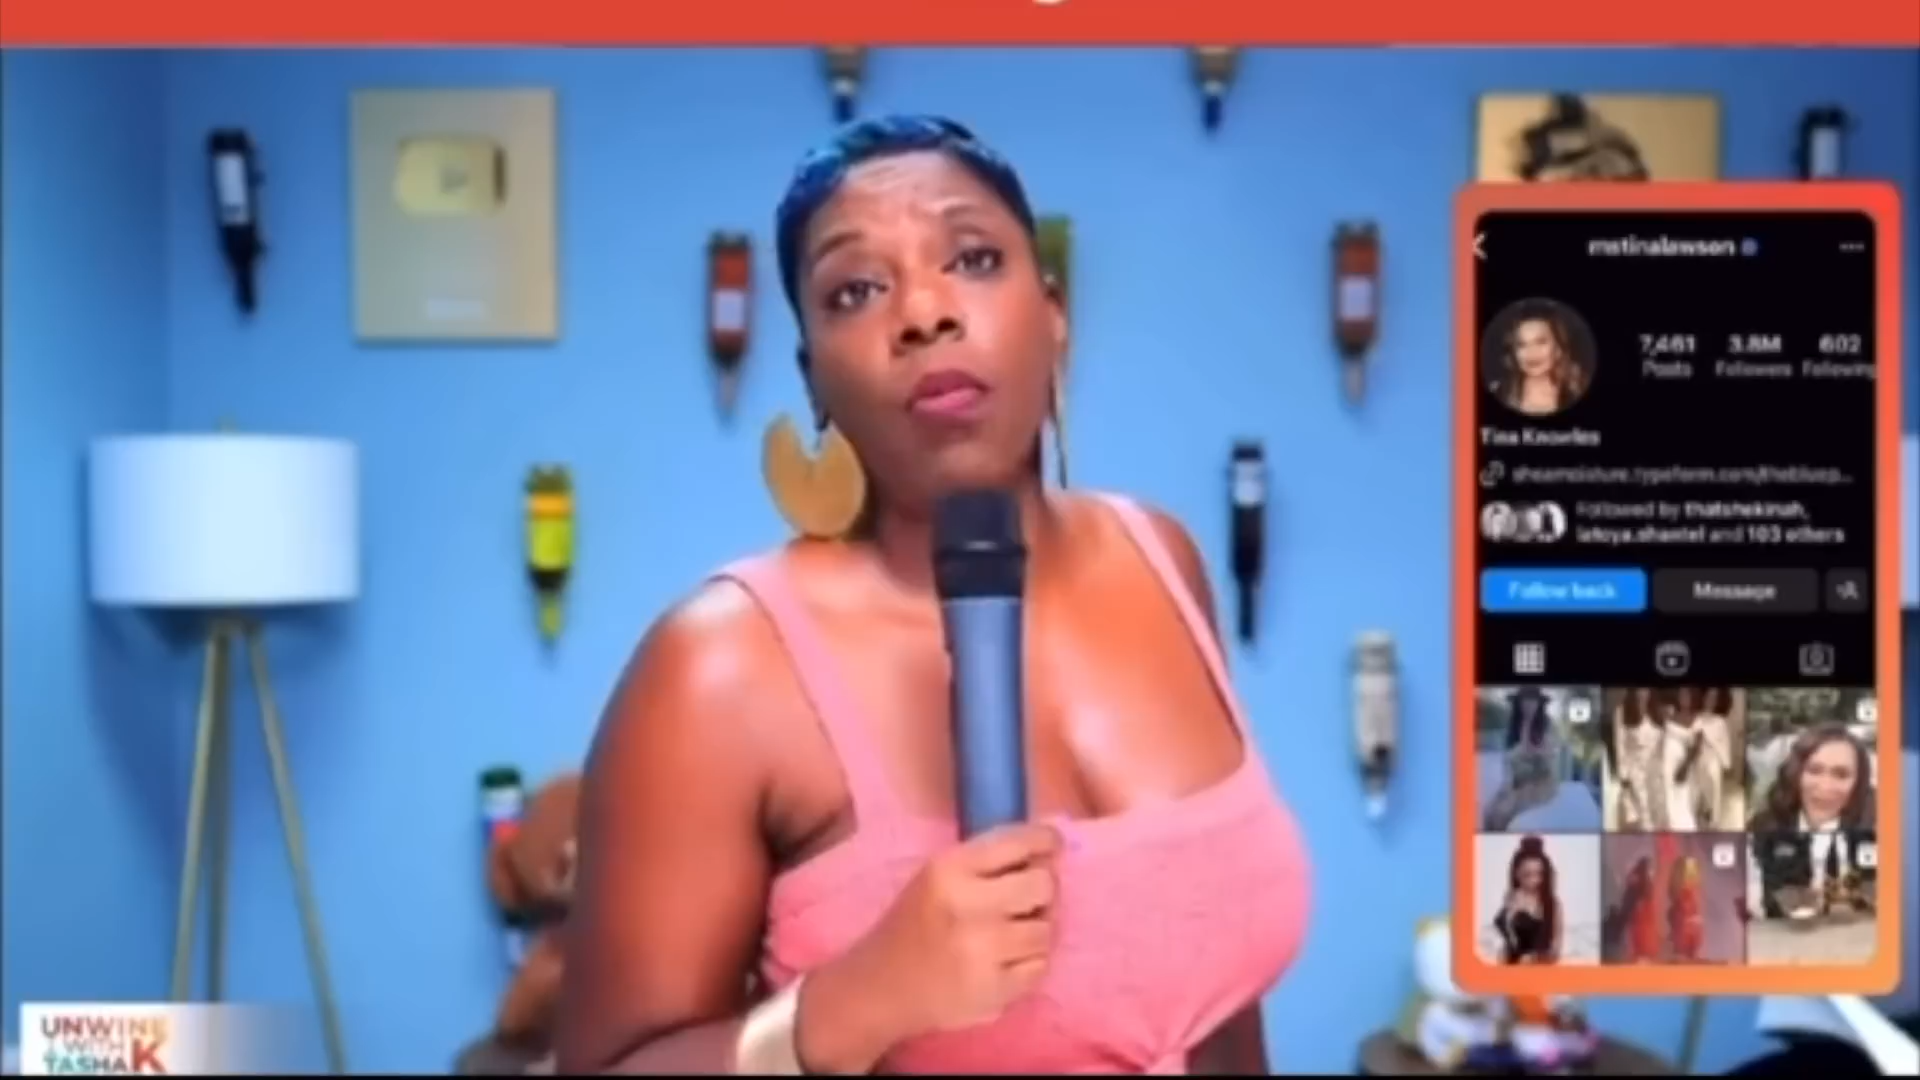 mstinalawson
7,461 3.8M 602
Posts Followers Following
Tina Knowles
Followed by thatshekinah,
latoya.shantel and 103 others
Follow back Message
UNWINE
WITH
TASHA K